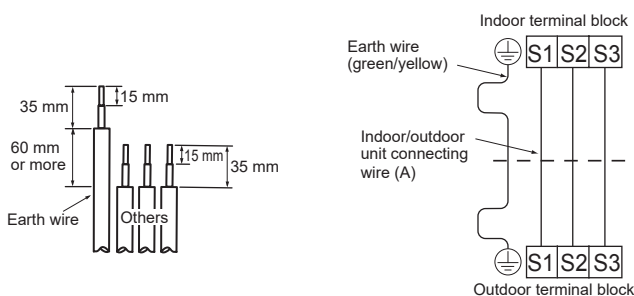 35 mm
15 mm
60 mm
or more
Earth wire
Others
15 mm
35 mm
Indoor terminal block
Earth wire
(green/yellow)
S1 S2 S3
Indoor/outdoor
unit connecting
wire (A)
S1 S2 S3
Outdoor terminal block